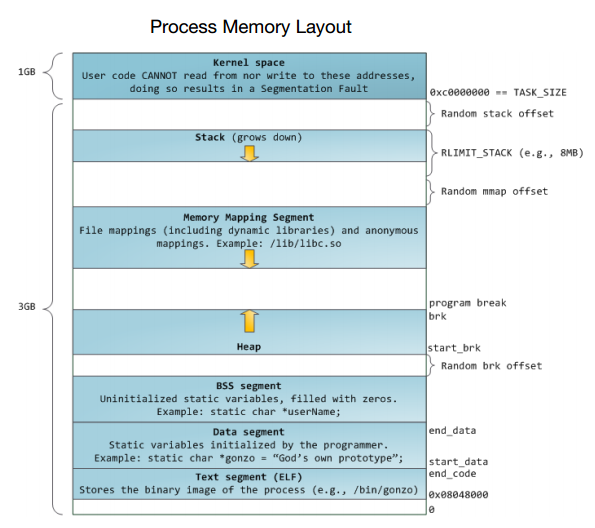 Process Memory Layout
1GB
Kernel space
User code CANNOT read from nor write to these addresses,
doing so results in a Segmentation Fault
0xc0000000 == TASK_SIZE
Random stack offset
Stack (grows down)
RLIMIT_STACK (e.g., 8MB)
Random mmap offset
Memory Mapping Segment
File mappings (including dynamic libraries) and anonymous
mappings. Example: /lib/libc.so
3GB
program break
brk
Heap
start_brk
Random brk offset
BSS segment
Uninitialized static variables, filled with zeros.
Example: static char *userName;
Data segment
Static variables initialized by the programmer.
Example: static char *gonzo = “God’s own prototype”;
end_data
start_data
end_code
Text segment (ELF)
Stores the binary image of the process (e.g., /bin/gonzo)
0x08048000
0